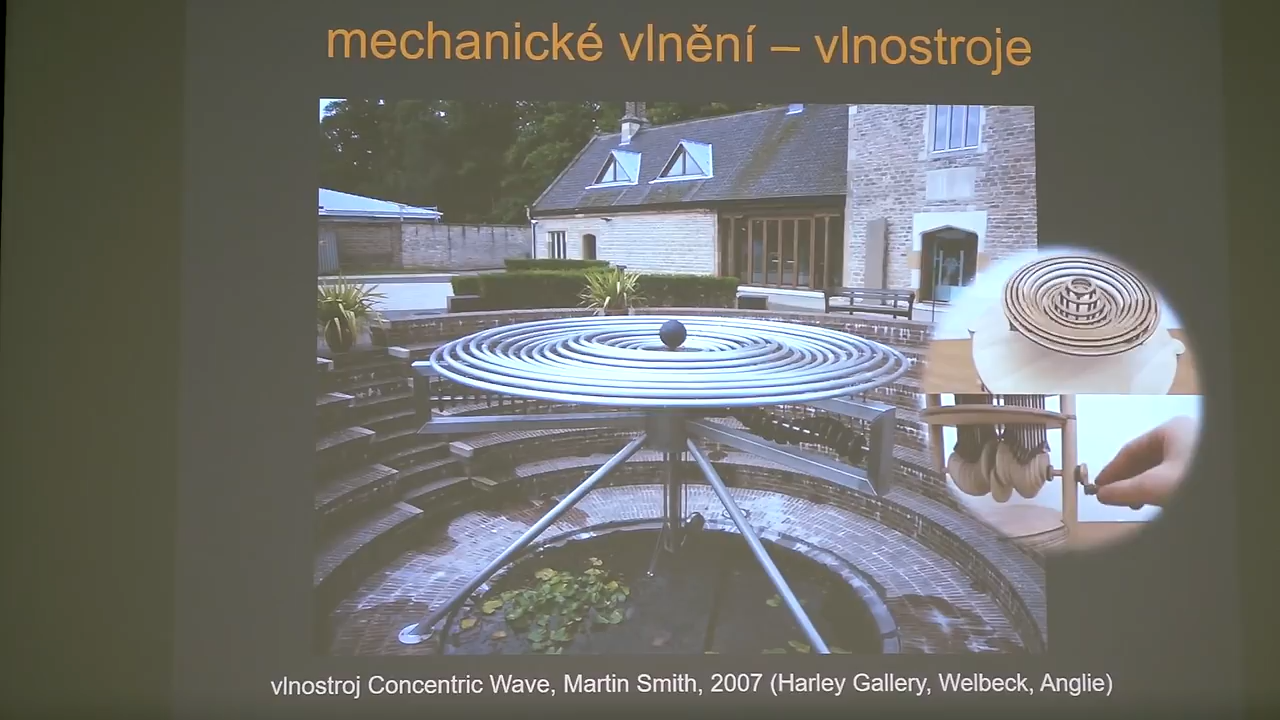 mechanické vlnění – vlnostroje
vlnostroj Concentric Wave, Martin Smith, 2007 (Harley Gallery, Welbeck, Anglie)